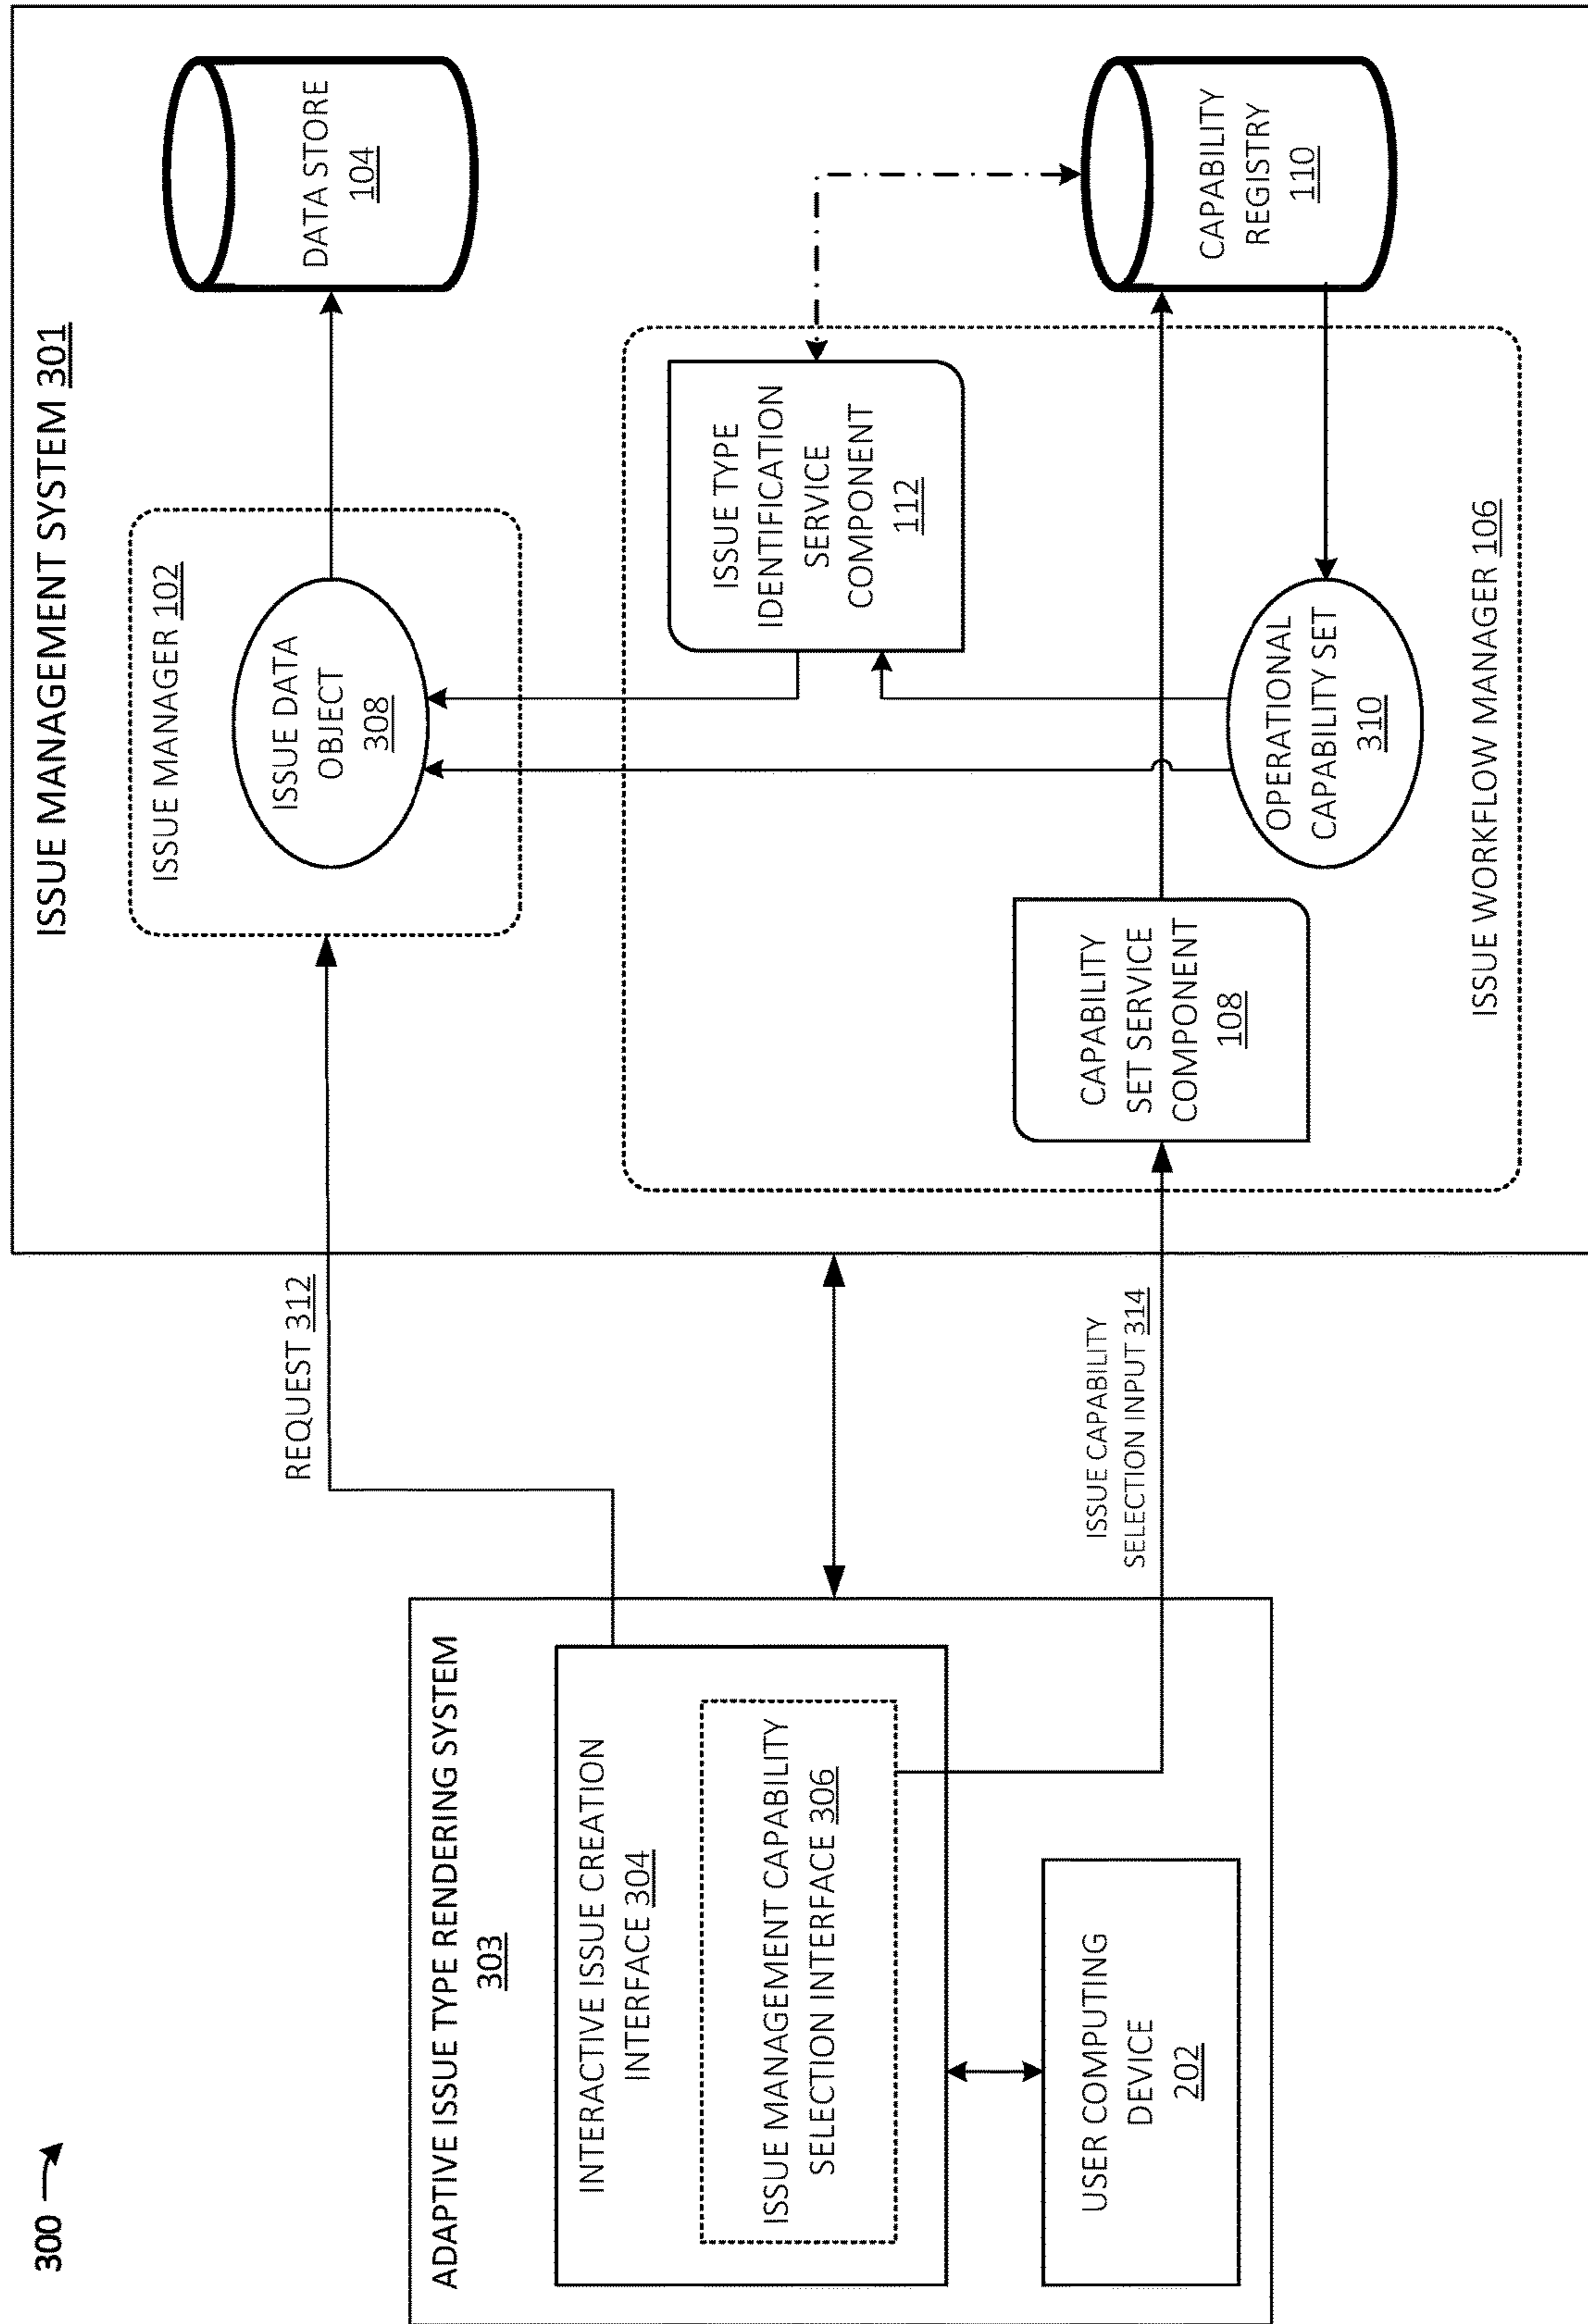 300
ISSUE MANAGEMENT SYSTEM 301
ISSUE MANAGER 102
ISSUE DATA
OBJECT
308
DATA STORE
104
REQUEST 312
ADAPTIVE ISSUE TYPE RENDERING SYSTEM
303
INTERACTIVE ISSUE CREATION
INTERFACE 304
ISSUE MANAGEMENT CAPABILITY
SELECTION INTERFACE 306
USER COMPUTING
DEVICE
202
ISSUE CAPABILITY
SELECTION INPUT 314
ISSUE TYPE
IDENTIFICATION
SERVICE
COMPONENT
112
CAPABILITY
SET SERVICE
COMPONENT
108
OPERATIONAL
CAPABILITY SET
310
CAPABILITY
REGISTRY
110
ISSUE WORKFLOW MANAGER 106